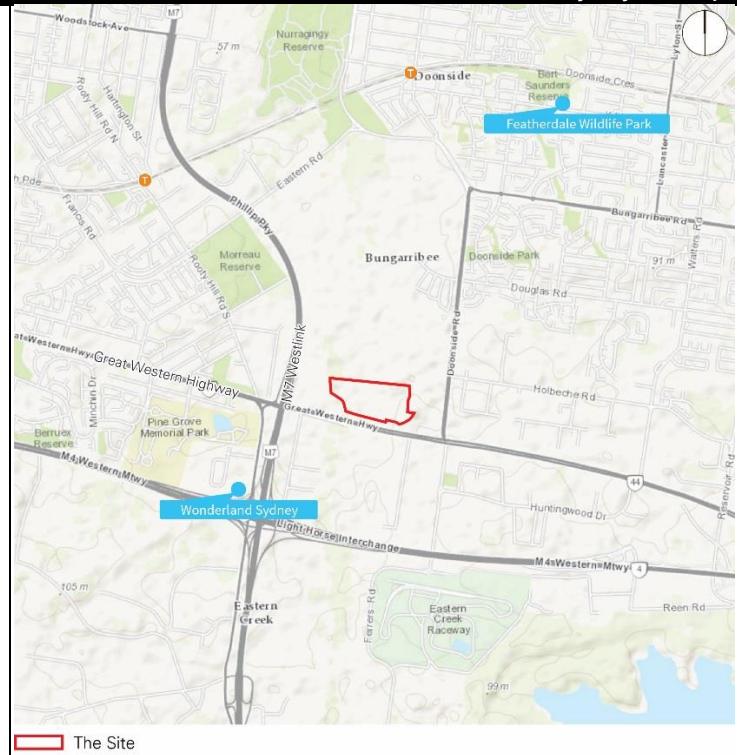 M7
Woodstock Ave
57 m
Nurragingy
Reserve
Lyton St
Doonside
T
Doonside Cres
Bert
Saunders
Reserve
Featherdale Wildlife Park
Lancaster
Rooty Hill Rd N
Hartington St
h Pde
T
Eastern Rd
Francis Rd
Phillip Pky
Bungarribee Rd
Walters Rd
Morreau
Reserve
Rooty Hill Rd S
Bungarribee
Doonside Park
91 m
Douglas Rd
Doonside Rd
M7 Westlink
Great Western Hwy
Great Western Highway
Minchin Dr
Holbeche Rd
Great Western Hwy
Pine Grove
Memorial Park
Berruex
Reserve
M7
M4 Western Mtwy
44
Reservoir Rd
Wonderland Sydney
Huntingwood Dr
Light Horse Interchange
M4 Western Mtwy
4
105 m
Eastern
Creek
Ferrers Rd
Eastern
Creek
Raceway
Reen Rd
99 m
The Site